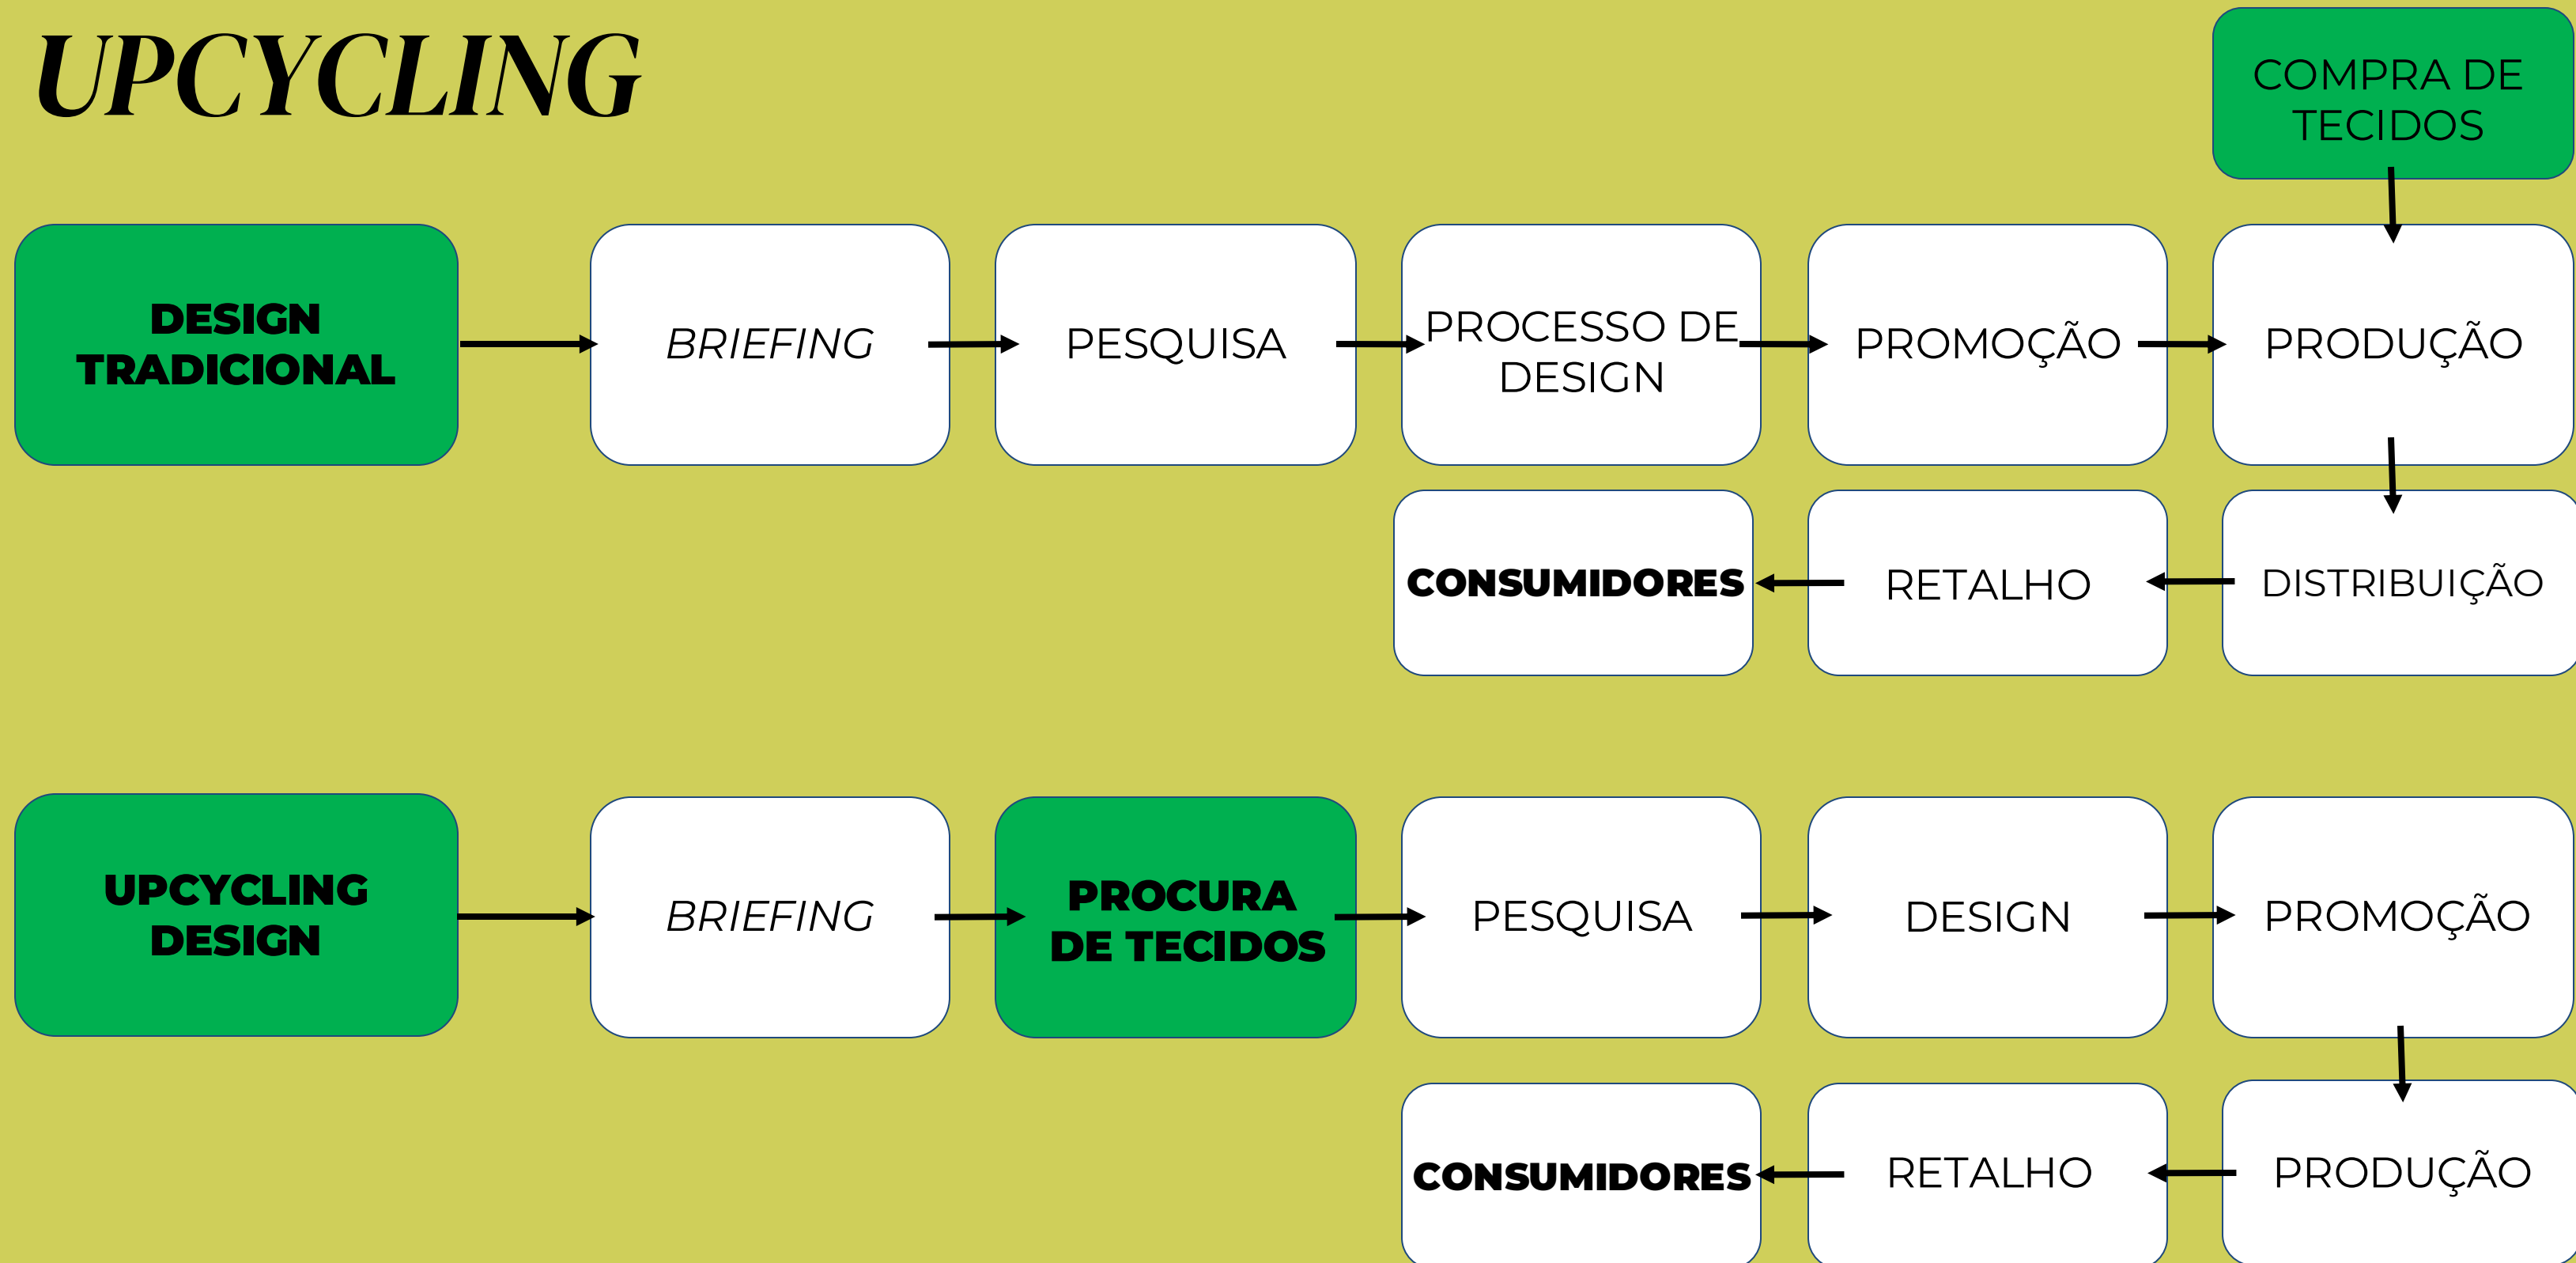 UPCYCLING
COMPRA DE
TECIDOS
DESIGN
TRADICIONAL
BRIEFING
PESQUISA
PROCESSO DE
DESIGN
PROMOÇÃO
PRODUÇÃO
CONSUMIDORES
RETALHO
DISTRIBUIÇÃO
UPCYCLING
DESIGN
BRIEFING
PROCURA
DE TECIDOS
PESQUISA
DESIGN
PROMOÇÃO
CONSUMIDORES
RETALHO
PRODUÇÃO